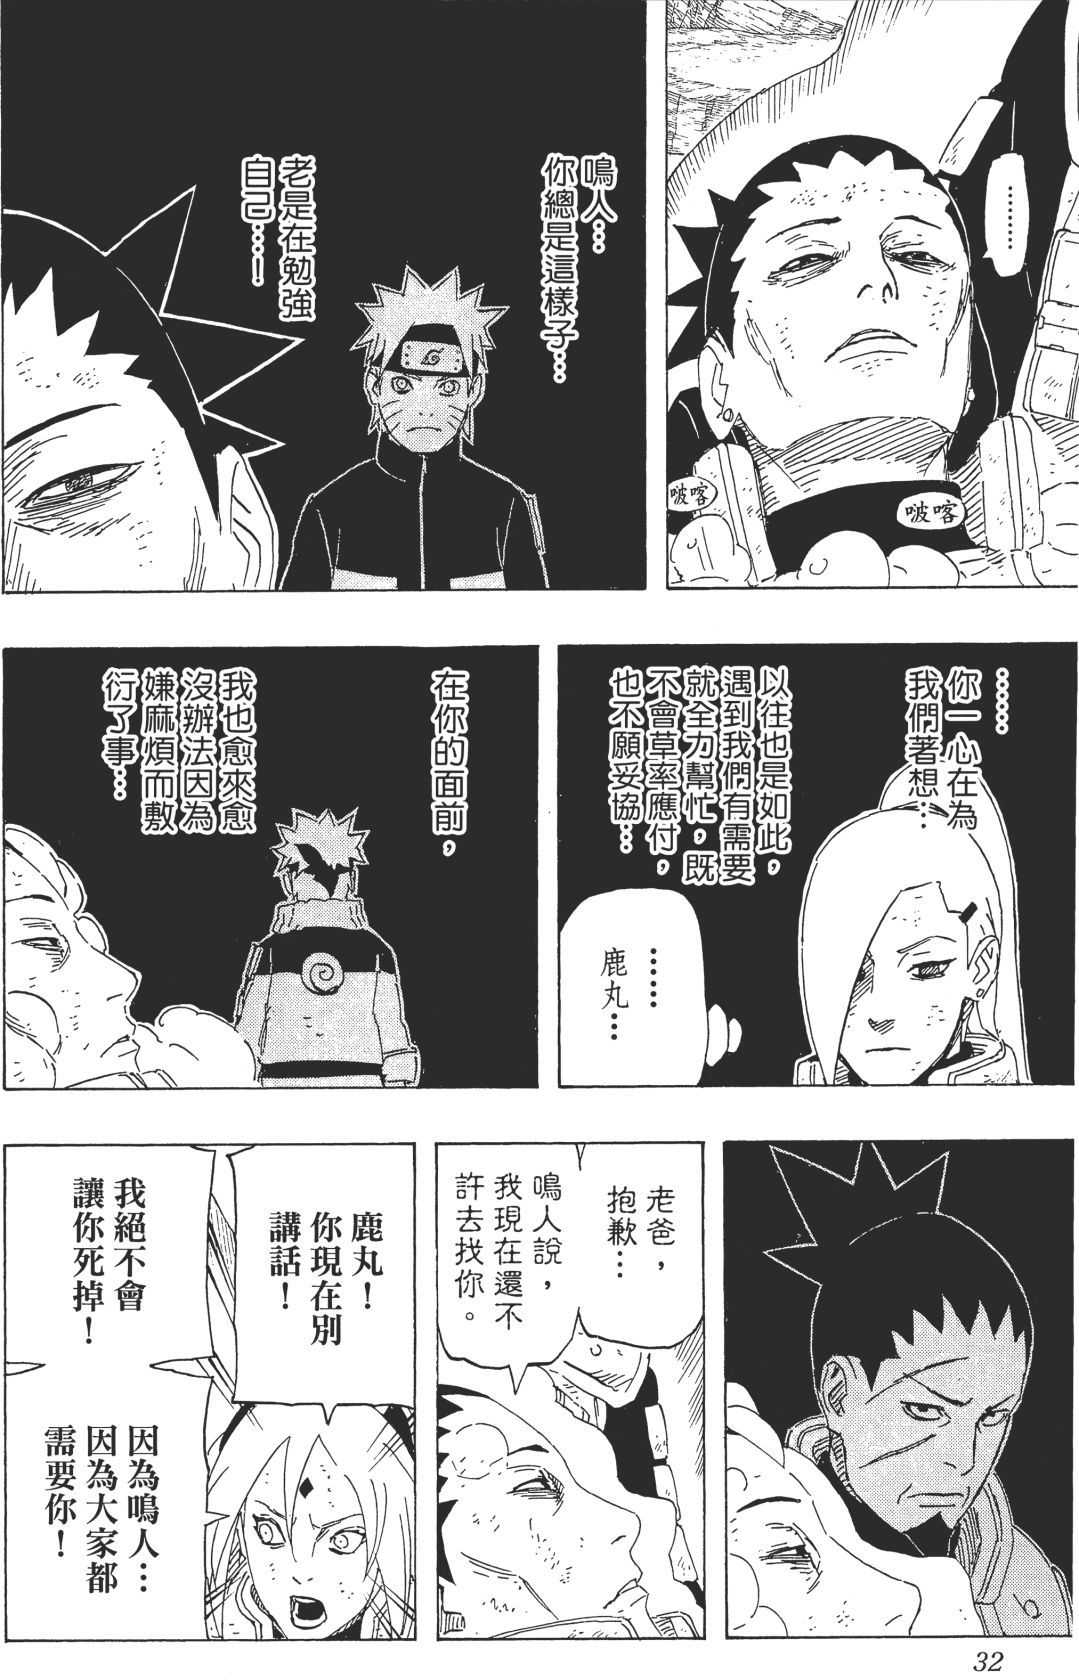 ………
啵喀
啵喀
鳴人…
你總是這樣子…
老是在勉強
自己…！
……
你一心在為
我們著想…
以往也是如此，
遇到我們有需要
就全力幫忙，既
不會草率應付，
也不願妥協…
……
鹿丸…
在你的面前，
我也愈來愈
沒辦法因為
嫌麻煩而敷
衍了事…
老爸，
抱歉…
鳴人說，
我現在還不
許去找你。
鹿丸！
你現在別
講話！
我絕不會
讓你死掉！
因為鳴人…
因為大家都
需要你！
32